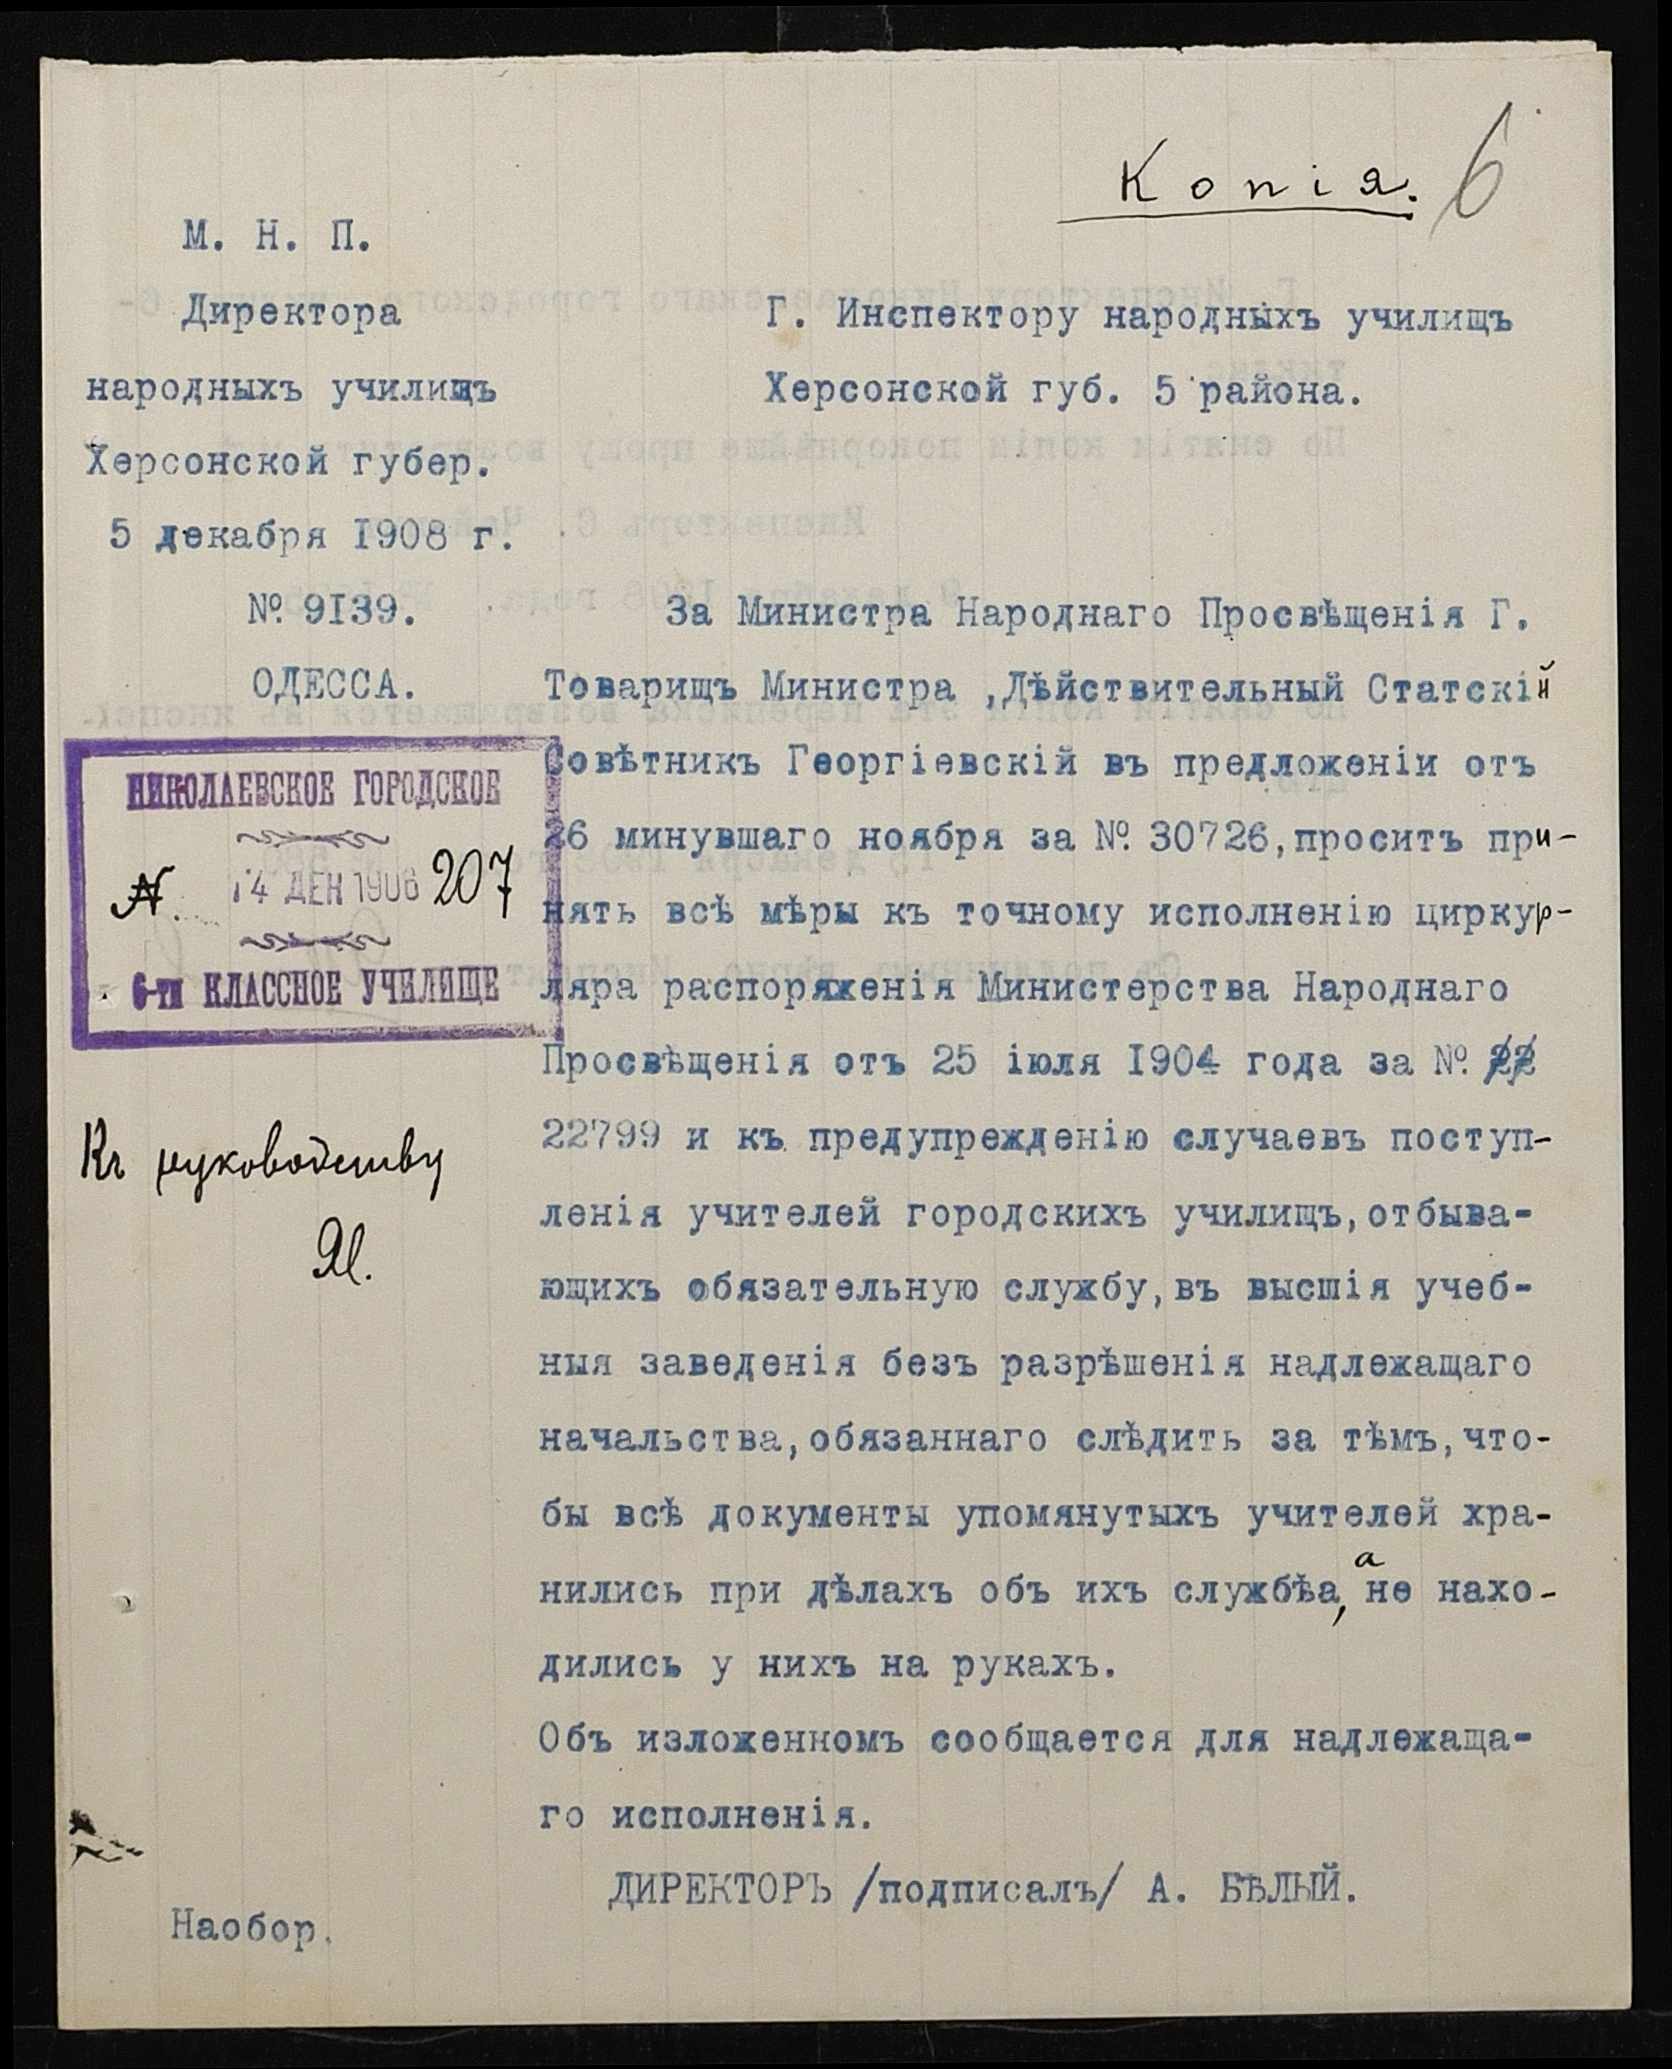 Копія. 6
М. Н. П.
Директора
народныхъ училищъ
Херсонской губер.
5 декабря I908 г.
№ 9I39.
ОДЕССА.
Г. Инспектору народныхъ училищъ
Херсонской губ. 5 района.
НИКОЛАЕВСКОЕ ГОРОДСКОЕ
№ 14 ДЕК 1908 207
6-ти КЛАССНОЕ УЧИЛИЩЕ
Къ руководству
За Министра Народнаго Просвѣщенія Г.
Товарищъ Министра ,Дѣйствительный Статскій
Совѣтникъ Георгіевскій въ предложеніи отъ
26 минувшаго ноября за № 30726,проситъ при-
нять всѣ мѣры къ точному исполненію циркур-
ляра распоряженія Министерства Народнаго
Просвѣщенія отъ 25 іюля I904 года за № 22
22799 и къ предупрежденію случаевъ поступ-
ленія учителей городскихъ училищъ,отбыва-
ющихъ обязательную службу,въ высшія учеб-
ныя заведенія безъ разрѣшенія надлежащаго
начальства,обязаннаго слѣдить за тѣмъ,что-
бы всѣ документы упомянутыхъ учителей хра-
нились при дѣлахъ объ ихъ службѣа, а не нахо-
дились у нихъ на рукахъ.
Объ изложенномъ сообщается для надлежаща-
го исполненія.
ДИРЕКТОРЪ /подписалъ/ А. БѢЛЫЙ.
Наобор.